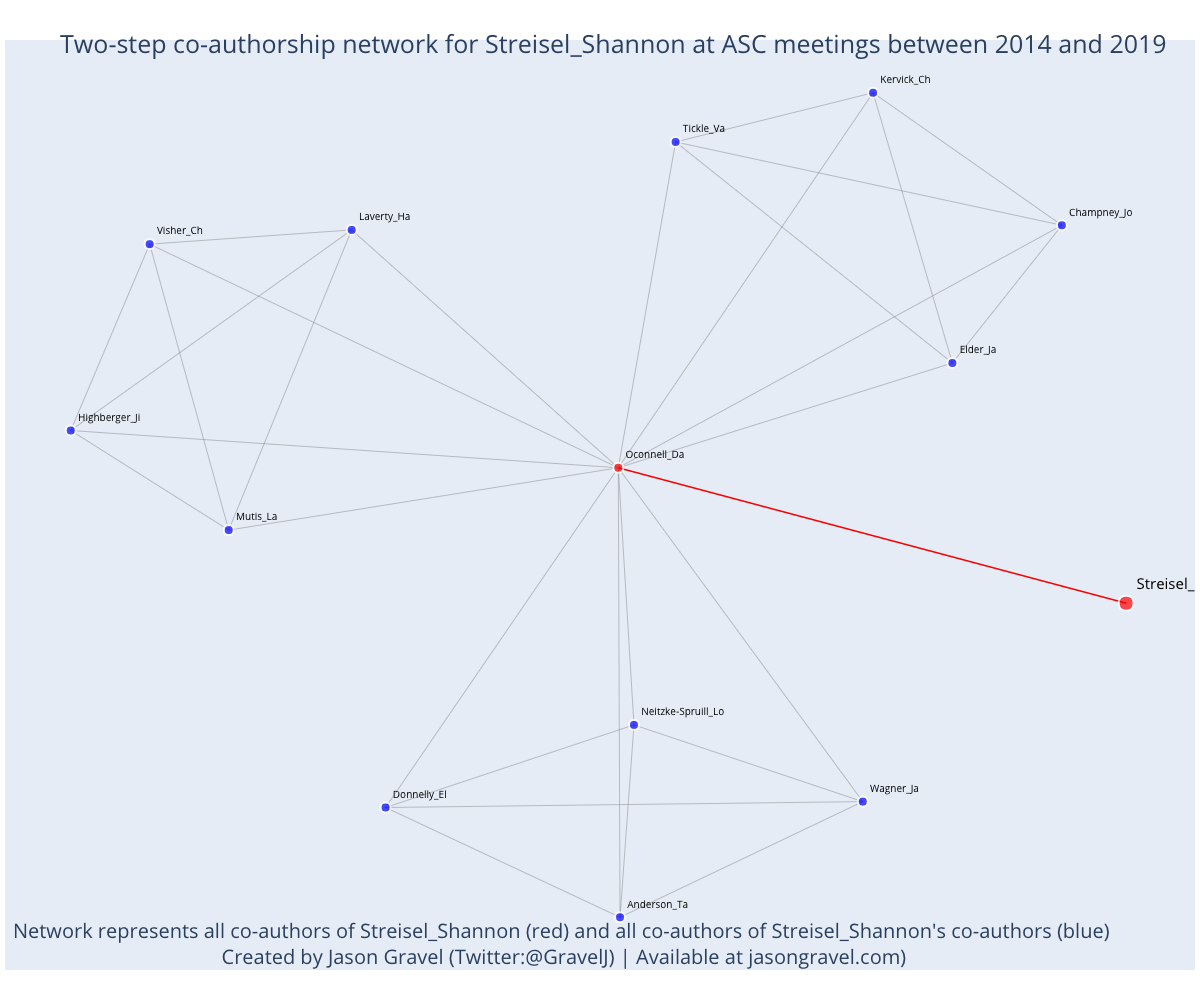 Two-step co-authorship network for Streisel_Shannon at ASC meetings between 2014 and 2019
Kervick_Ch
Tickle_Va
Champney_Jo
Laverty_Ha
Visher_Ch
Elder_Ja
Highberger_Ji
Oconnell_Da
Mutis_La
Streisel_
Neitzke-Spruill_Lo
Wagner_Ja
Donnelly_El
Anderson_Ta
Network represents all co-authors of Streisel_Shannon (red) and all co-authors of Streisel_Shannon's co-authors (blue)
Created by Jason Gravel (Twitter:@GravelJ) | Available at jasongravel.com)